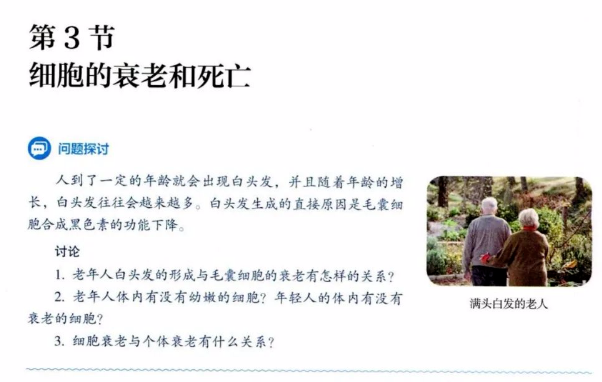 第3节
细胞的衰老和死亡
问题探讨
人到了一定的年龄就会出现白头发，并且随着年龄的增
长，白头发往往会越来越多。白头发生成的直接原因是毛囊细
胞合成黑色素的功能下降。
讨论
1. 老年人白头发的形成与毛囊细胞的衰老有怎样的关系？
2. 老年人体内有没有幼嫩的细胞？年轻人的体内有没有
衰老的细胞？
3. 细胞衰老与个体衰老有什么关系？
满头白发的老人